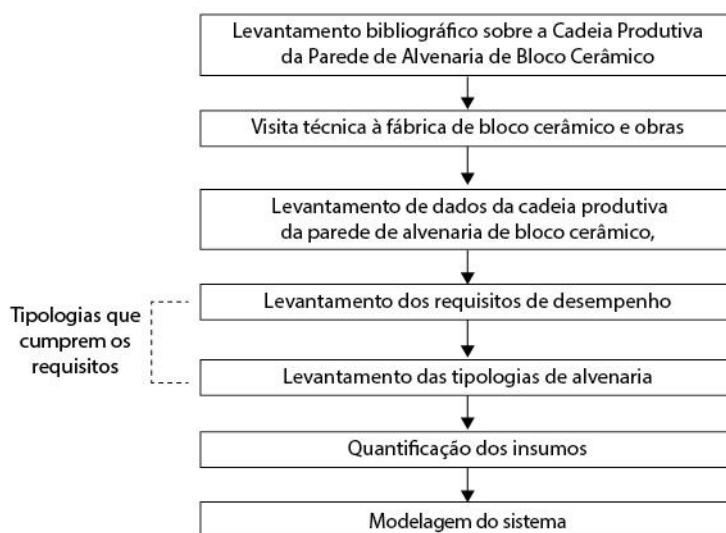 Levantamento bibliográfico sobre a Cadeia Produtiva
da Parede de Alvenaria de Bloco Cerâmico
Visita técnica à fábrica de bloco cerâmico e obras
Levantamento de dados da cadeia produtiva
da parede de alvenaria de bloco cerâmico,
Tipologias que
cumprem os
requisitos
Levantamento dos requisitos de desempenho
Levantamento das tipologias de alvenaria
Quantificação dos insumos
Modelagem do sistema